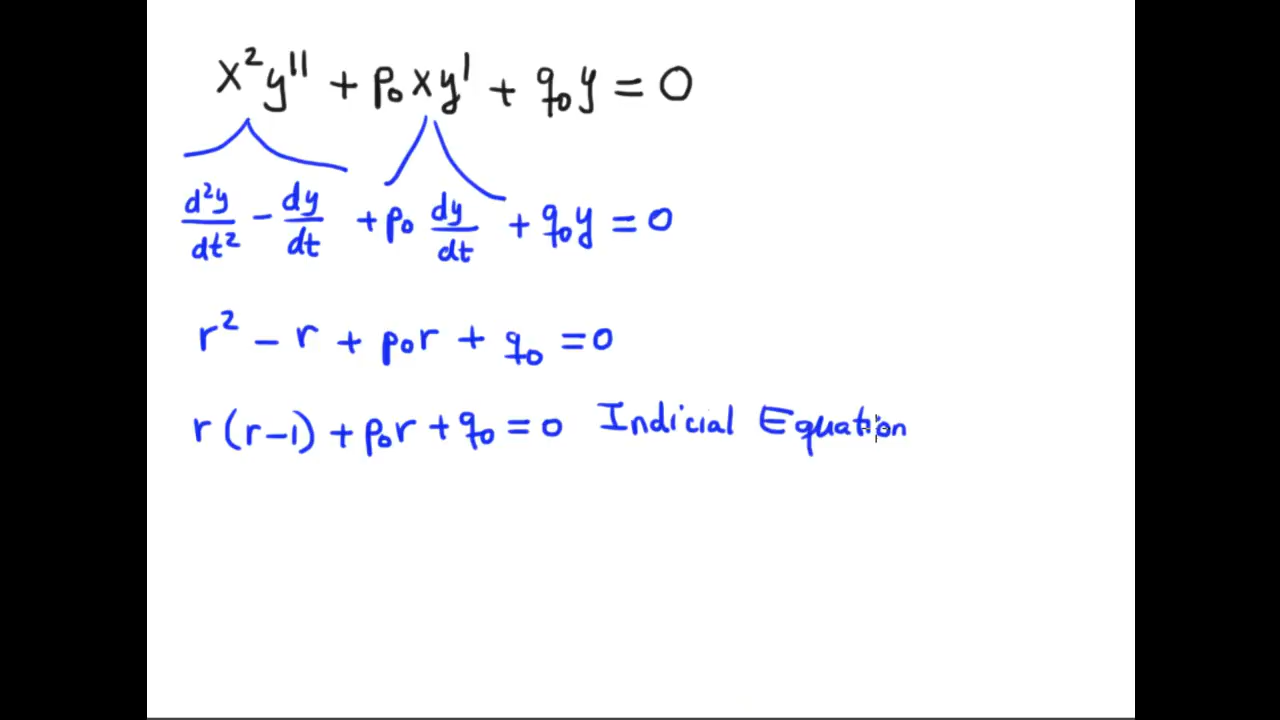 x²y'' + p₀xy' + q₀y = 0
d²y/dt² - dy/dt + p₀ dy/dt + q₀y = 0
r² - r + p₀r + q₀ = 0
r(r-1) + p₀r + q₀ = 0 Indicial Equation